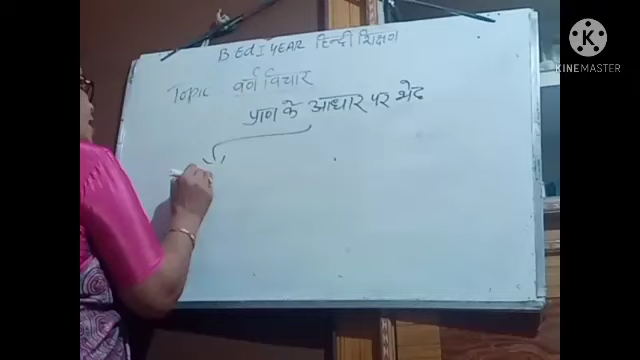 B Ed I YEAR हिन्दी शिक्षण
Topic वर्ण विचार
प्राण के आधार पर भेद
KINEMASTER